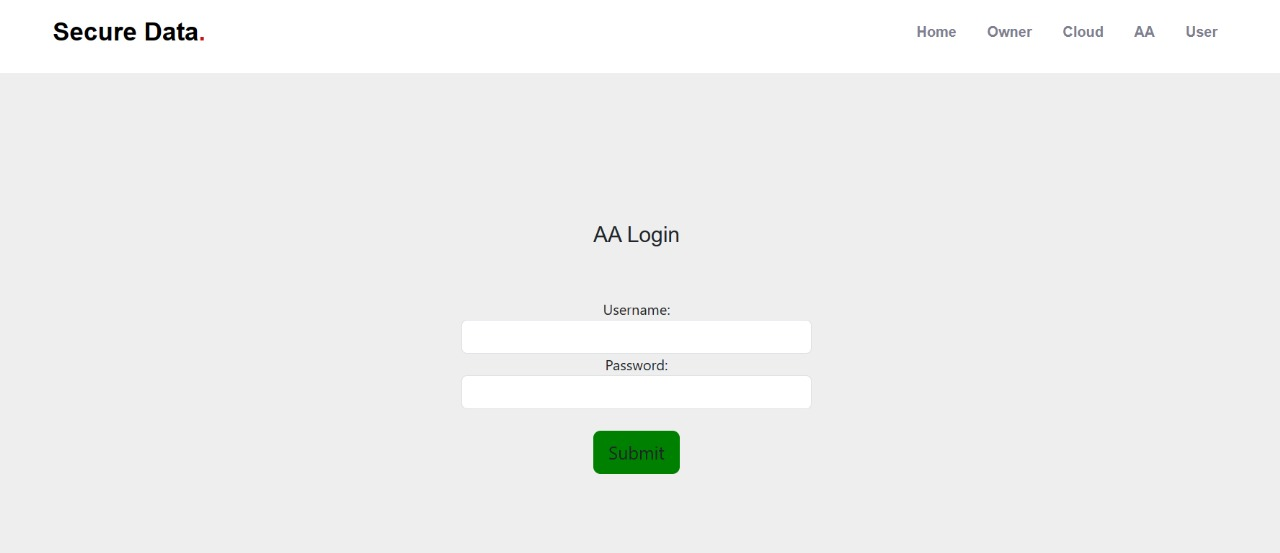 Secure Data.
Home Owner Cloud AA User
AA Login
Username:
Password:
Submit